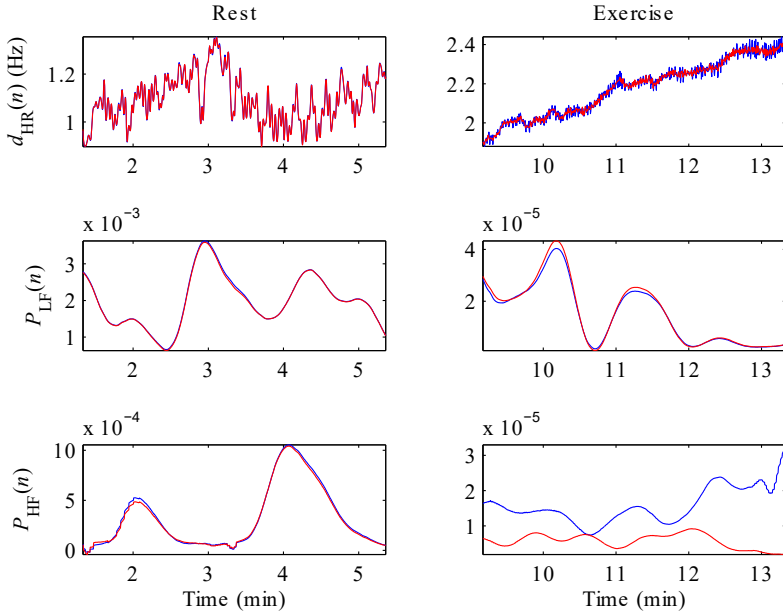 Rest
Exercise
d_HR(n) (Hz)
1.2
1
2 3 4 5
2.4
2.2
2
10 11 12 13
x 10^−3
P_LF(n)
3
2
1
2 3 4 5
x 10^−5
4
2
10 11 12 13
x 10^−4
P_HF(n)
10
5
0
2 3 4 5
Time (min)
x 10^−5
3
2
1
10 11 12 13
Time (min)